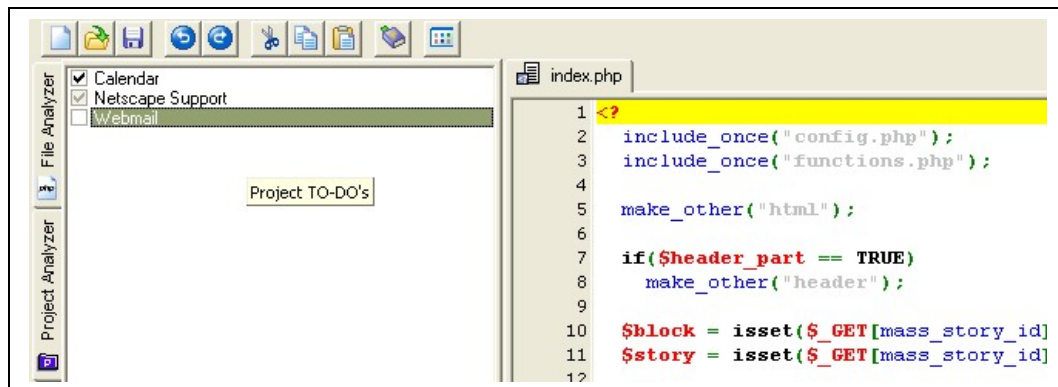 File Analyzer
php
Project Analyzer
P
Calendar
Netscape Support
Webmail
Project TO-DO's
index.php
1 <?
2 include_once("config.php");
3 include_once("functions.php");
4
5 make_other("html");
6
7 if($header_part == TRUE)
8 make_other("header");
9
10 $block = isset($_GET[mass_story_id]
11 $story = isset($_GET[mass_story_id]
12